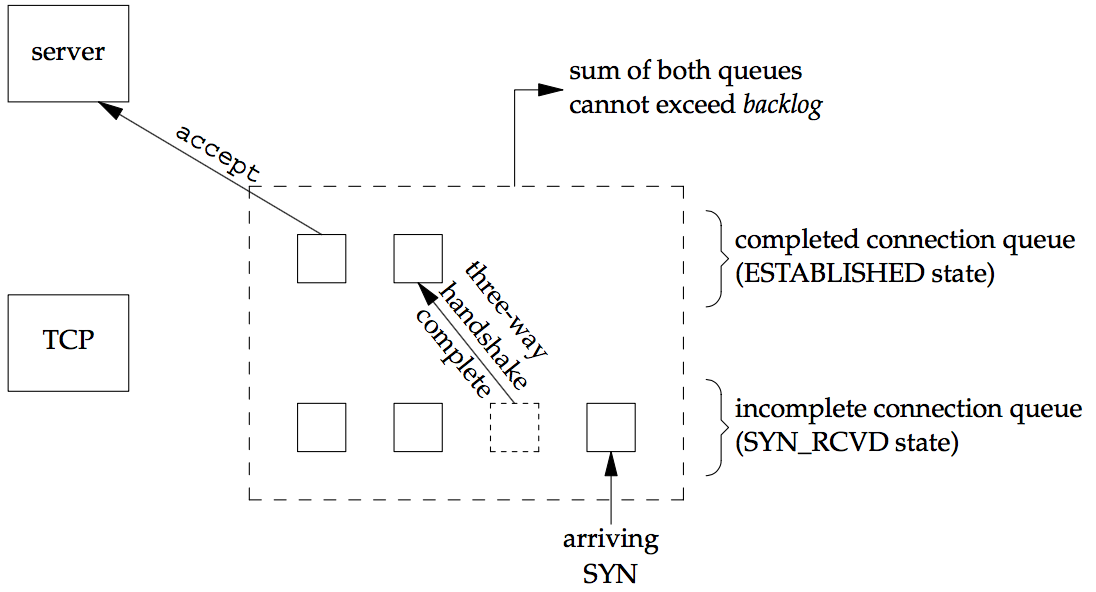 server
sum of both queues
cannot exceed backlog
accept
completed connection queue
(ESTABLISHED state)
three-way
handshake
complete
TCP
incomplete connection queue
(SYN_RCVD state)
arriving
SYN